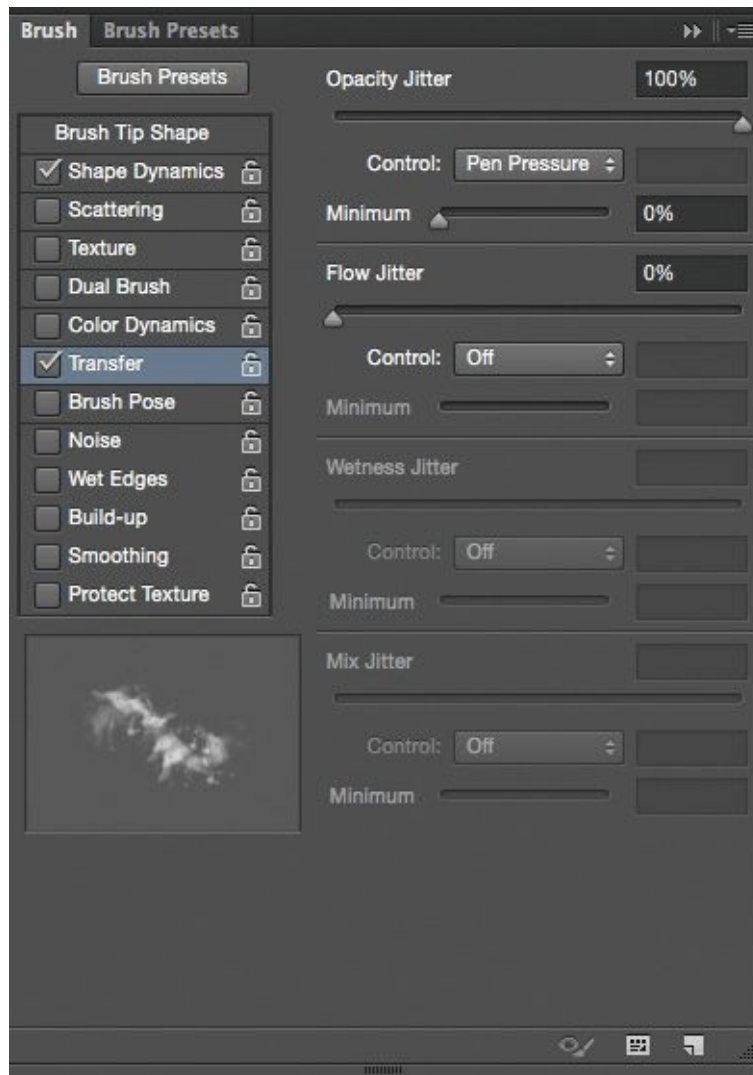 Brush Brush Presets
Brush Presets
Brush Tip Shape
Shape Dynamics
Scattering
Texture
Dual Brush
Color Dynamics
Transfer
Brush Pose
Noise
Wet Edges
Build-up
Smoothing
Protect Texture
Opacity Jitter 100%
Control: Pen Pressure
Minimum 0%
Flow Jitter 0%
Control: Off
Minimum
Wetness Jitter
Control: Off
Minimum
Mix Jitter
Control: Off
Minimum